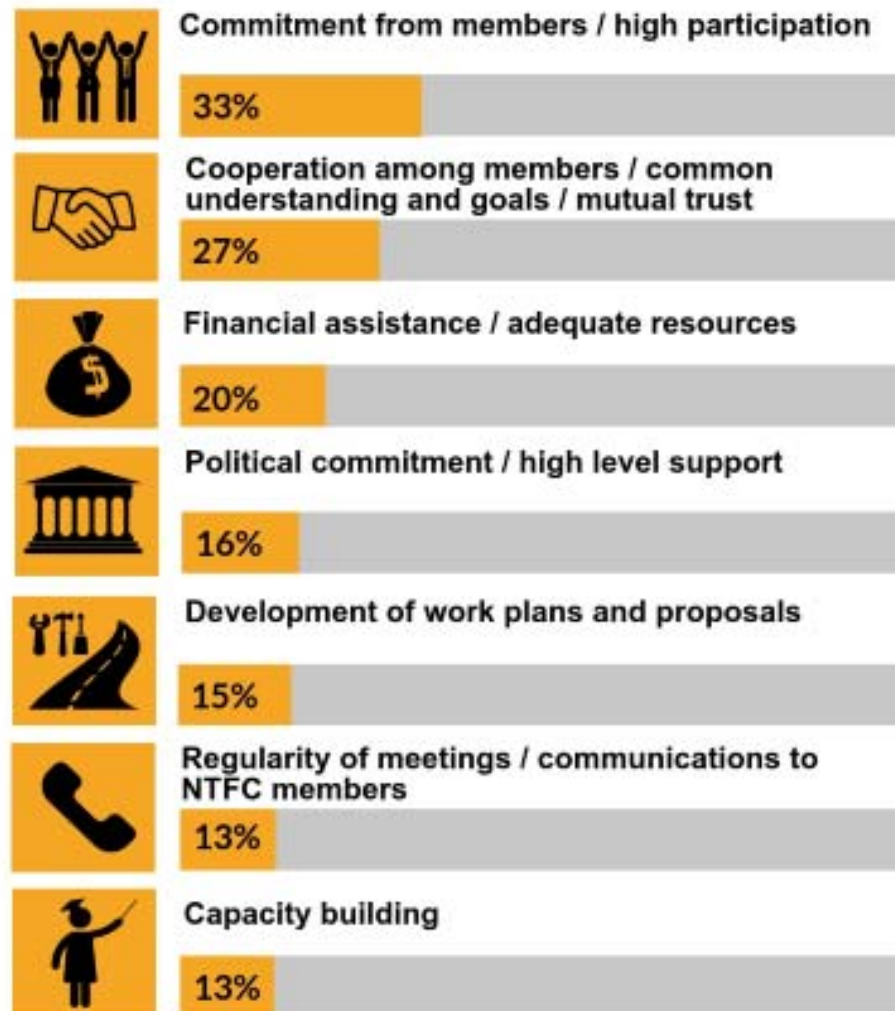 Commitment from members / high participation
33%
Cooperation among members / common
understanding and goals / mutual trust
27%
Financial assistance / adequate resources
$
20%
Political commitment / high level support
16%
Development of work plans and proposals
15%
Regularity of meetings / communications to
NTFC members
13%
Capacity building
13%